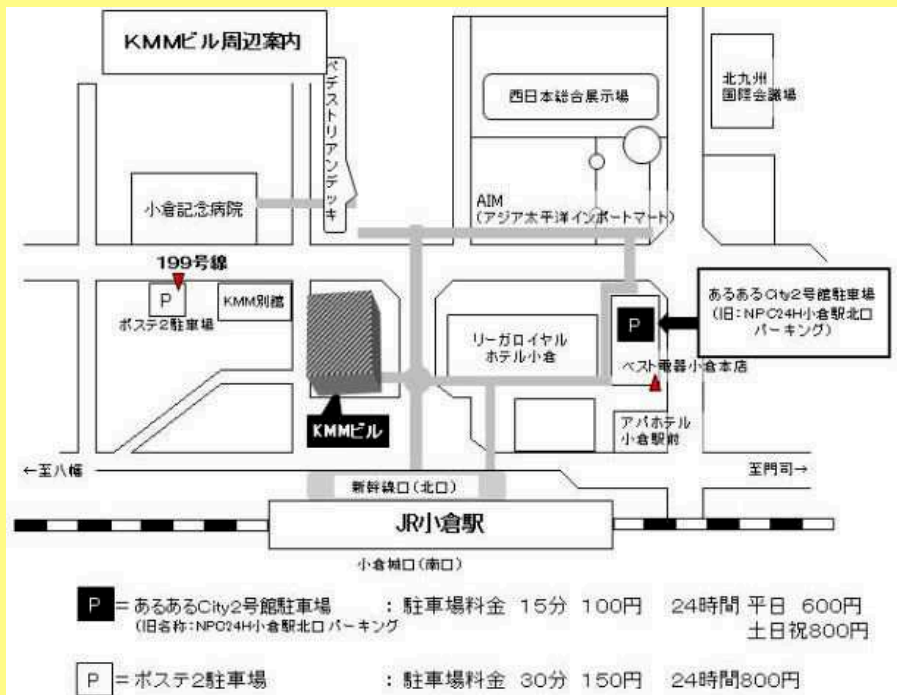 KMMビル周辺案内
ペデストリアンデッキ
西日本総合展示場
北九州
国際会議場
小倉記念病院
AIM
(アジア太平洋インポートマート)
199号線
P
ポステ2駐車場
KMM別館
リーガロイヤル
ホテル小倉
P
あるあるCity2号館駐車場
(旧:NPC24H小倉駅北口
パーキング)
ベスト電器小倉本店
KMMビル
アパホテル
小倉駅前
←至八幡
至門司→
新幹線口(北口)
JR小倉駅
小倉城口(南口)
P =あるあるCity2号館駐車場 : 駐車場料金 15分 100円 24時間 平日 600円
(旧名称:NPC24H小倉駅北口パーキング 土日祝800円
P =ポステ2駐車場 : 駐車場料金 30分 150円 24時間800円